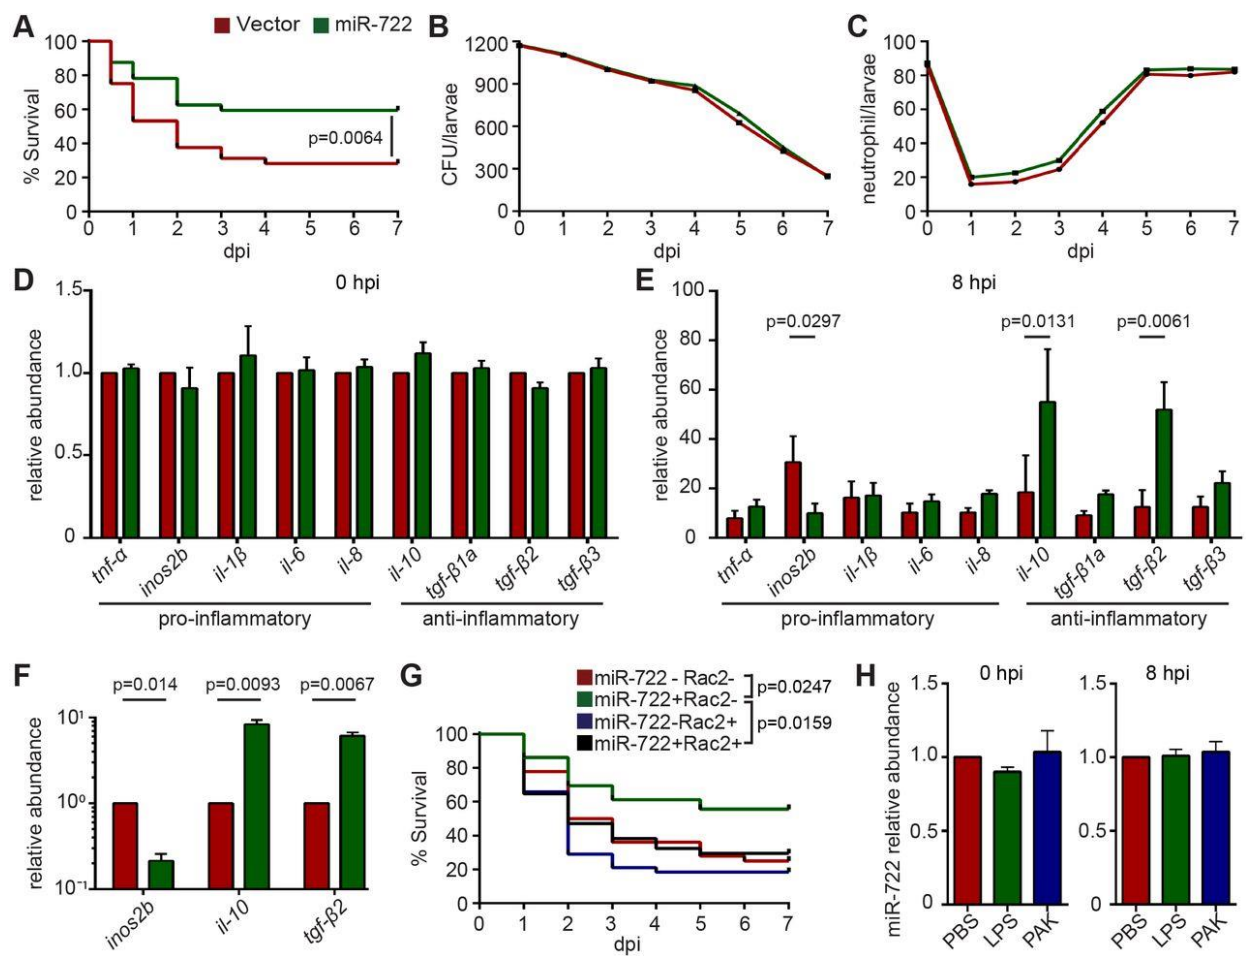 A
Vector miR-722
% Survival
100
80
60
40
20
0
p=0.0064
0 1 2 3 4 5 6 7
dpi
B
CFU/larvae
1200
900
600
300
0
0 1 2 3 4 5 6 7
dpi
C
neutrophil/larvae
100
80
60
40
20
0
0 1 2 3 4 5 6 7
dpi
D
0 hpi
relative abundance
1.5
1.0
0.5
0
tnf-α inos2b il-1β il-6 il-8 il-10 tgf-β1a tgf-β2 tgf-β3
pro-inflammatory anti-inflammatory
E
8 hpi
relative abundance
100
80
60
40
20
0
p=0.0297 p=0.0131 p=0.0061
tnf-α inos2b il-1β il-6 il-8 il-10 tgf-β1a tgf-β2 tgf-β3
pro-inflammatory anti-inflammatory
F
p=0.014 p=0.0093 p=0.0067
relative abundance
10¹
10⁰
10⁻¹
inos2b il-10 tgf-β2
G
miR-722 - Rac2-
miR-722+Rac2-
miR-722-Rac2+
miR-722+Rac2+
p=0.0247
p=0.0159
% Survival
100
80
60
40
20
0
0 1 2 3 4 5 6 7
dpi
H
0 hpi 8 hpi
miR-722 relative abundance
1.5
1.0
0.5
0
PBS LPS PAK
1.5
1.0
0.5
0
PBS LPS PAK